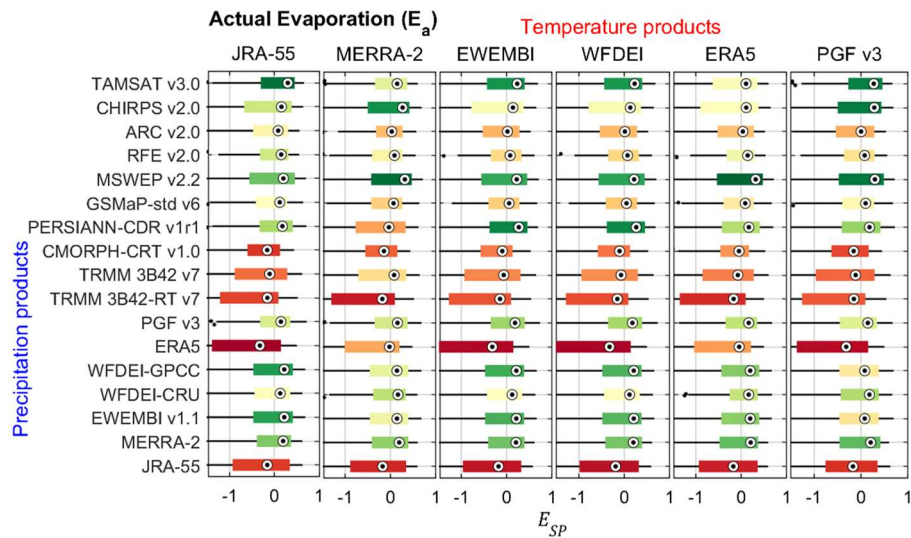 Actual Evaporation (Ea)
Temperature products
JRA-55 MERRA-2 EWEMBI WFDEI ERA5 PGF v3
Precipitation products
TAMSAT v3.0
CHIRPS v2.0
ARC v2.0
RFE v2.0
MSWEP v2.2
GSMaP-std v6
PERSIANN-CDR v1r1
CMORPH-CRT v1.0
TRMM 3B42 v7
TRMM 3B42-RT v7
PGF v3
ERA5
WFDEI-GPCC
WFDEI-CRU
EWEMBI v1.1
MERRA-2
JRA-55
-1 0 1 -1 0 1 -1 0 1 -1 0 1 -1 0 1 -1 0 1
ESP